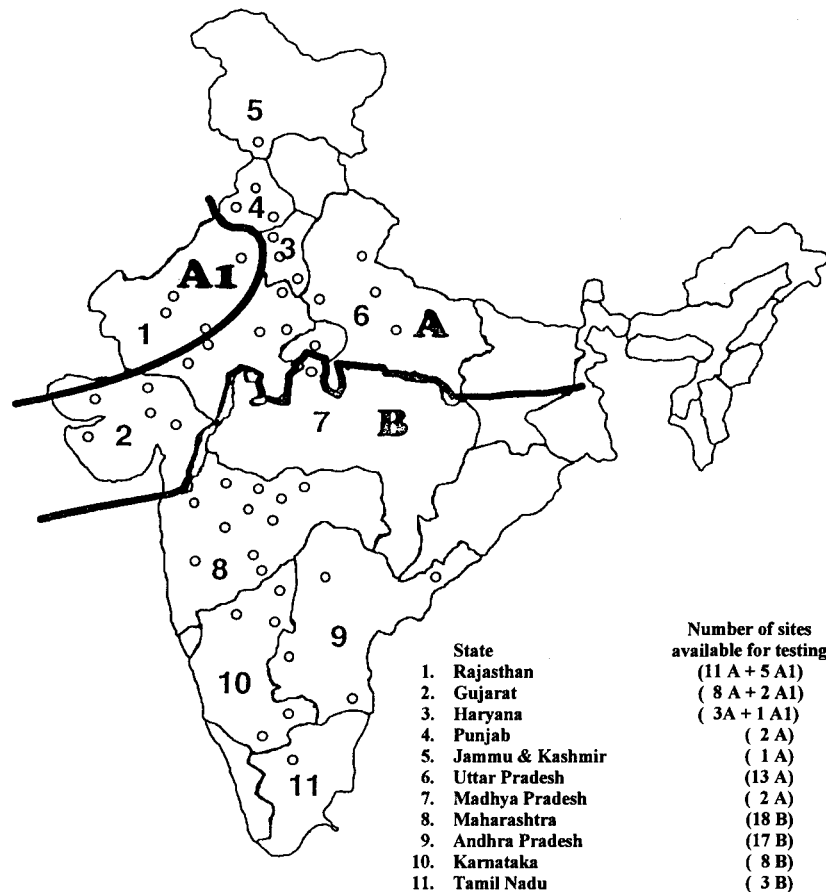 5
4
3
A1
1
6
A
2
7
B
8
9
10
11
Number of sites
State available for testing
1. Rajasthan (11 A + 5 A1)
2. Gujarat ( 8 A + 2 A1)
3. Haryana ( 3A + 1 A1)
4. Punjab ( 2 A)
5. Jammu & Kashmir ( 1 A)
6. Uttar Pradesh (13 A)
7. Madhya Pradesh ( 2 A)
8. Maharashtra (18 B)
9. Andhra Pradesh (17 B)
10. Karnataka ( 8 B)
11. Tamil Nadu ( 3 B)